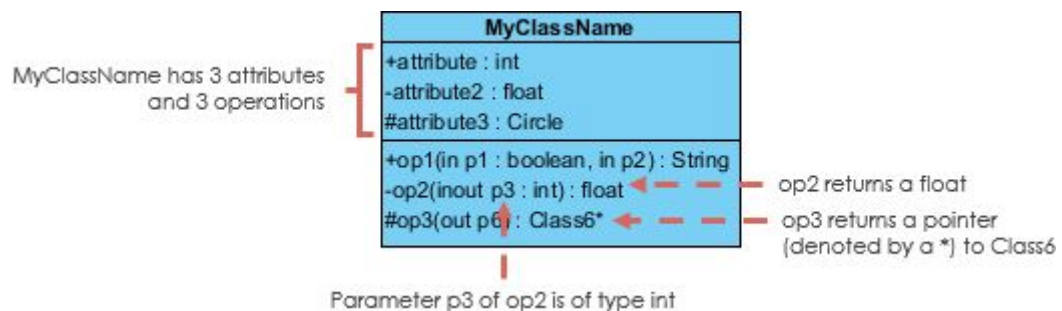 MyClassName
+attribute : int
-attribute2 : float
#attribute3 : Circle
MyClassName has 3 attributes
and 3 operations
+op1(in p1 : boolean, in p2) : String
-op2(inout p3 : int) : float
#op3(out p6) : Class6*
op2 returns a float
op3 returns a pointer
(denoted by a *) to Class6
Parameter p3 of op2 is of type int